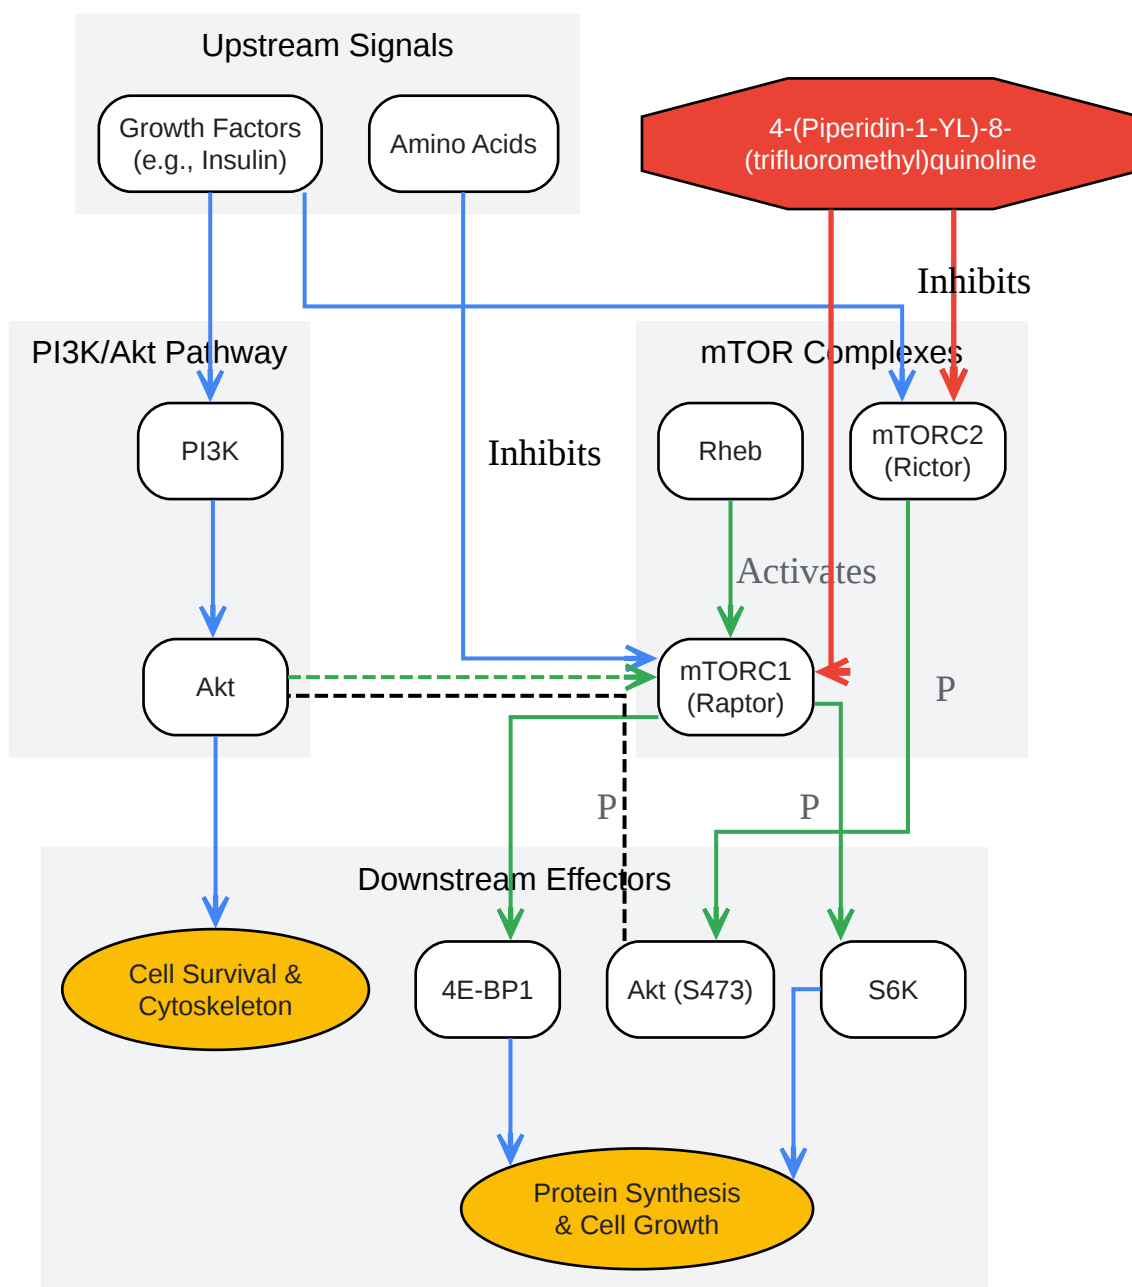 Upstream Signals
Growth Factors
(e.g., Insulin)
Amino Acids
4-(Piperidin-1-YL)-8-
(trifluoromethyl)quinoline
Inhibits
PI3K/Akt Pathway
mTOR Complexes
PI3K
Inhibits
Rheb
mTORC2
(Rictor)
Activates
Akt
mTORC1
(Raptor)
P
P
P
Downstream Effectors
Cell Survival &
Cytoskeleton
4E-BP1
Akt (S473)
S6K
Protein Synthesis
& Cell Growth